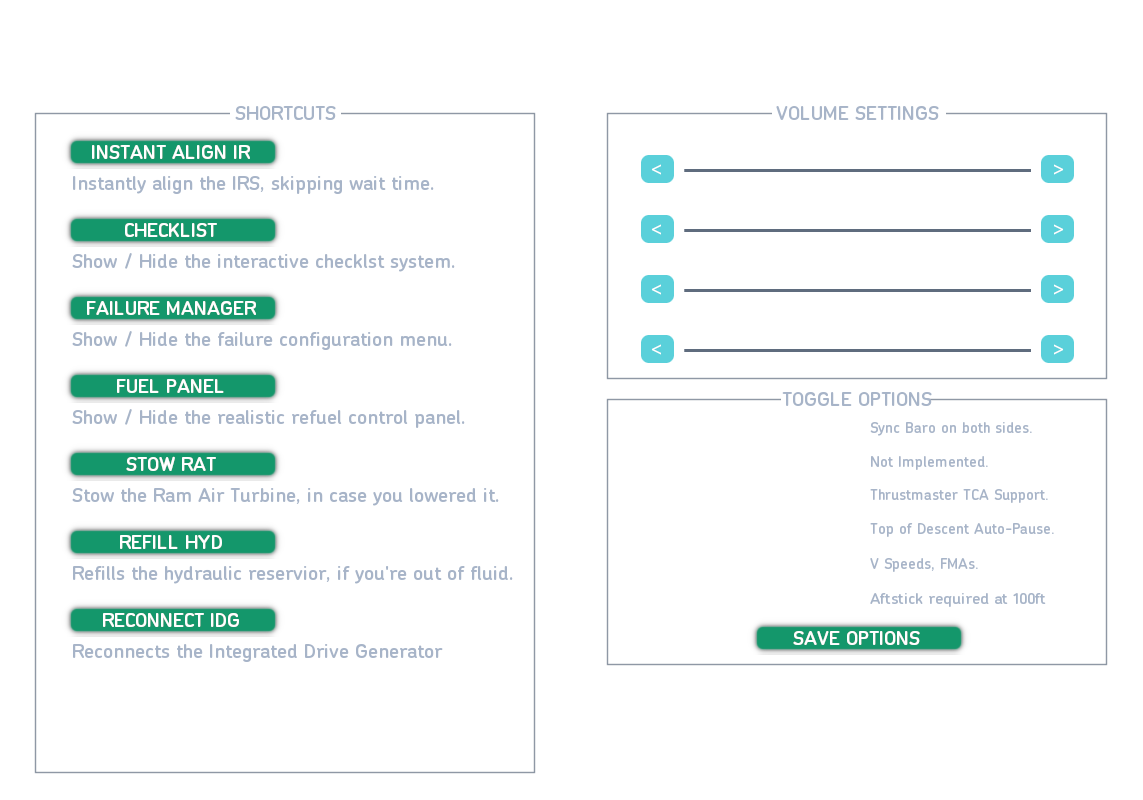 SHORTCUTS
INSTANT ALIGN IR
Instantly align the IRS, skipping wait time.
CHECKLIST
Show / Hide the interactive checklst system.
FAILURE MANAGER
Show / Hide the failure configuration menu.
FUEL PANEL
Show / Hide the realistic refuel control panel.
STOW RAT
Stow the Ram Air Turbine, in case you lowered it.
REFILL HYD
Refills the hydraulic reservior, if you're out of fluid.
RECONNECT IDG
Reconnects the Integrated Drive Generator
VOLUME SETTINGS
< >
< >
< >
< >
TOGGLE OPTIONS
Sync Baro on both sides.
Not Implemented.
Thrustmaster TCA Support.
Top of Descent Auto-Pause.
V Speeds, FMAs.
Aftstick required at 100ft
SAVE OPTIONS